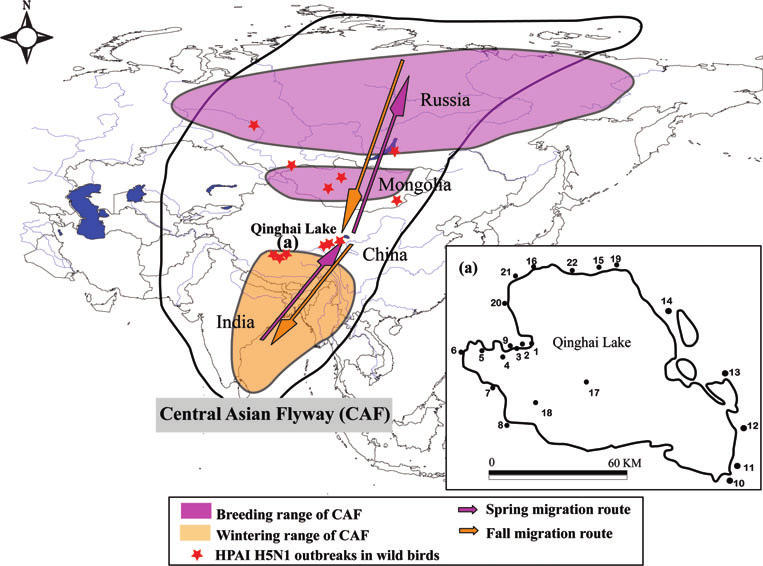 N
Russia
Mongolia
Qinghai Lake
(a)
China
India
Central Asian Flyway (CAF)
(a)
16
22
15
19
21
20
14
9
1
6
5
3
2
4
Qinghai Lake
13
7
17
18
8
12
11
10
0
60 KM
Breeding range of CAF
Spring migration route
Wintering range of CAF
Fall migration route
HPAI H5N1 outbreaks in wild birds